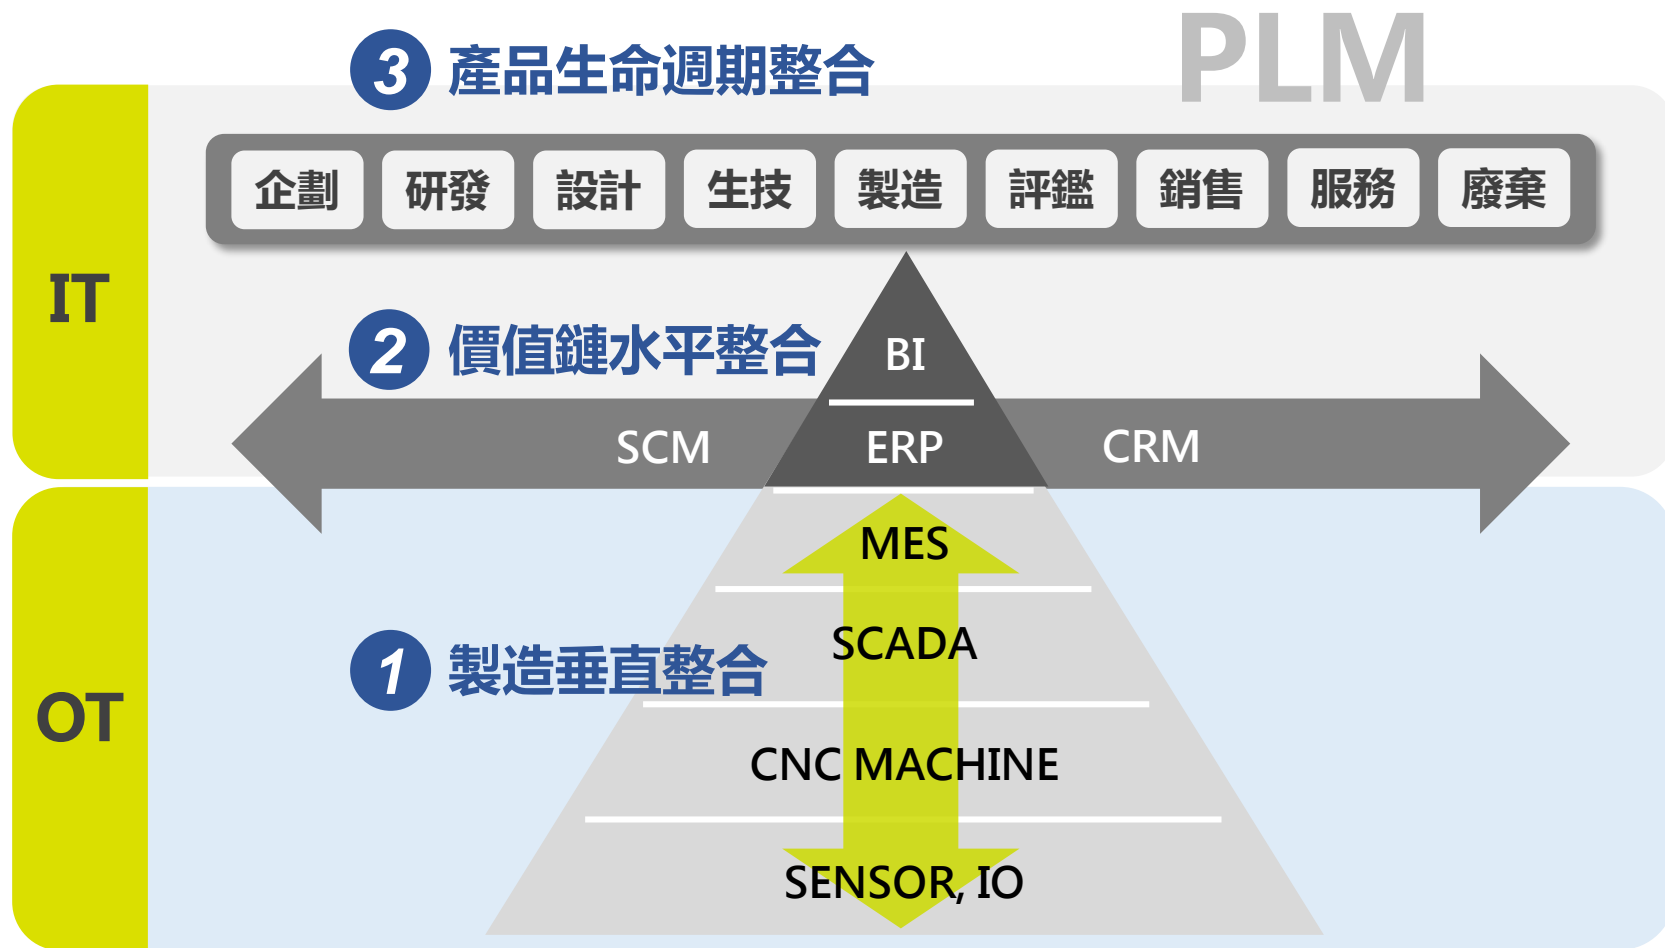 PLM
3 產品生命週期整合
企劃 研發 設計 生技 製造 評鑑 銷售 服務 廢棄
IT
2 價值鏈水平整合
BI
SCM ERP CRM
MES
SCADA
1 製造垂直整合
OT
CNC MACHINE
SENSOR, IO